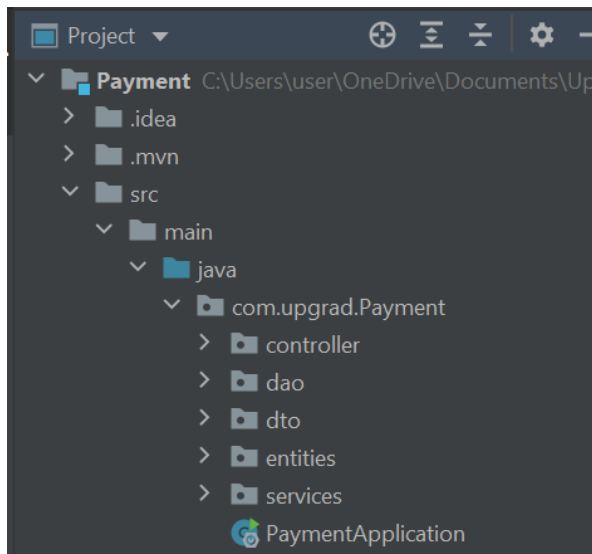 Project
Payment C:\Users\user\OneDrive\Documents\Up
.idea
.mvn
src
main
java
com.upgrad.Payment
controller
dao
dto
entities
services
PaymentApplication